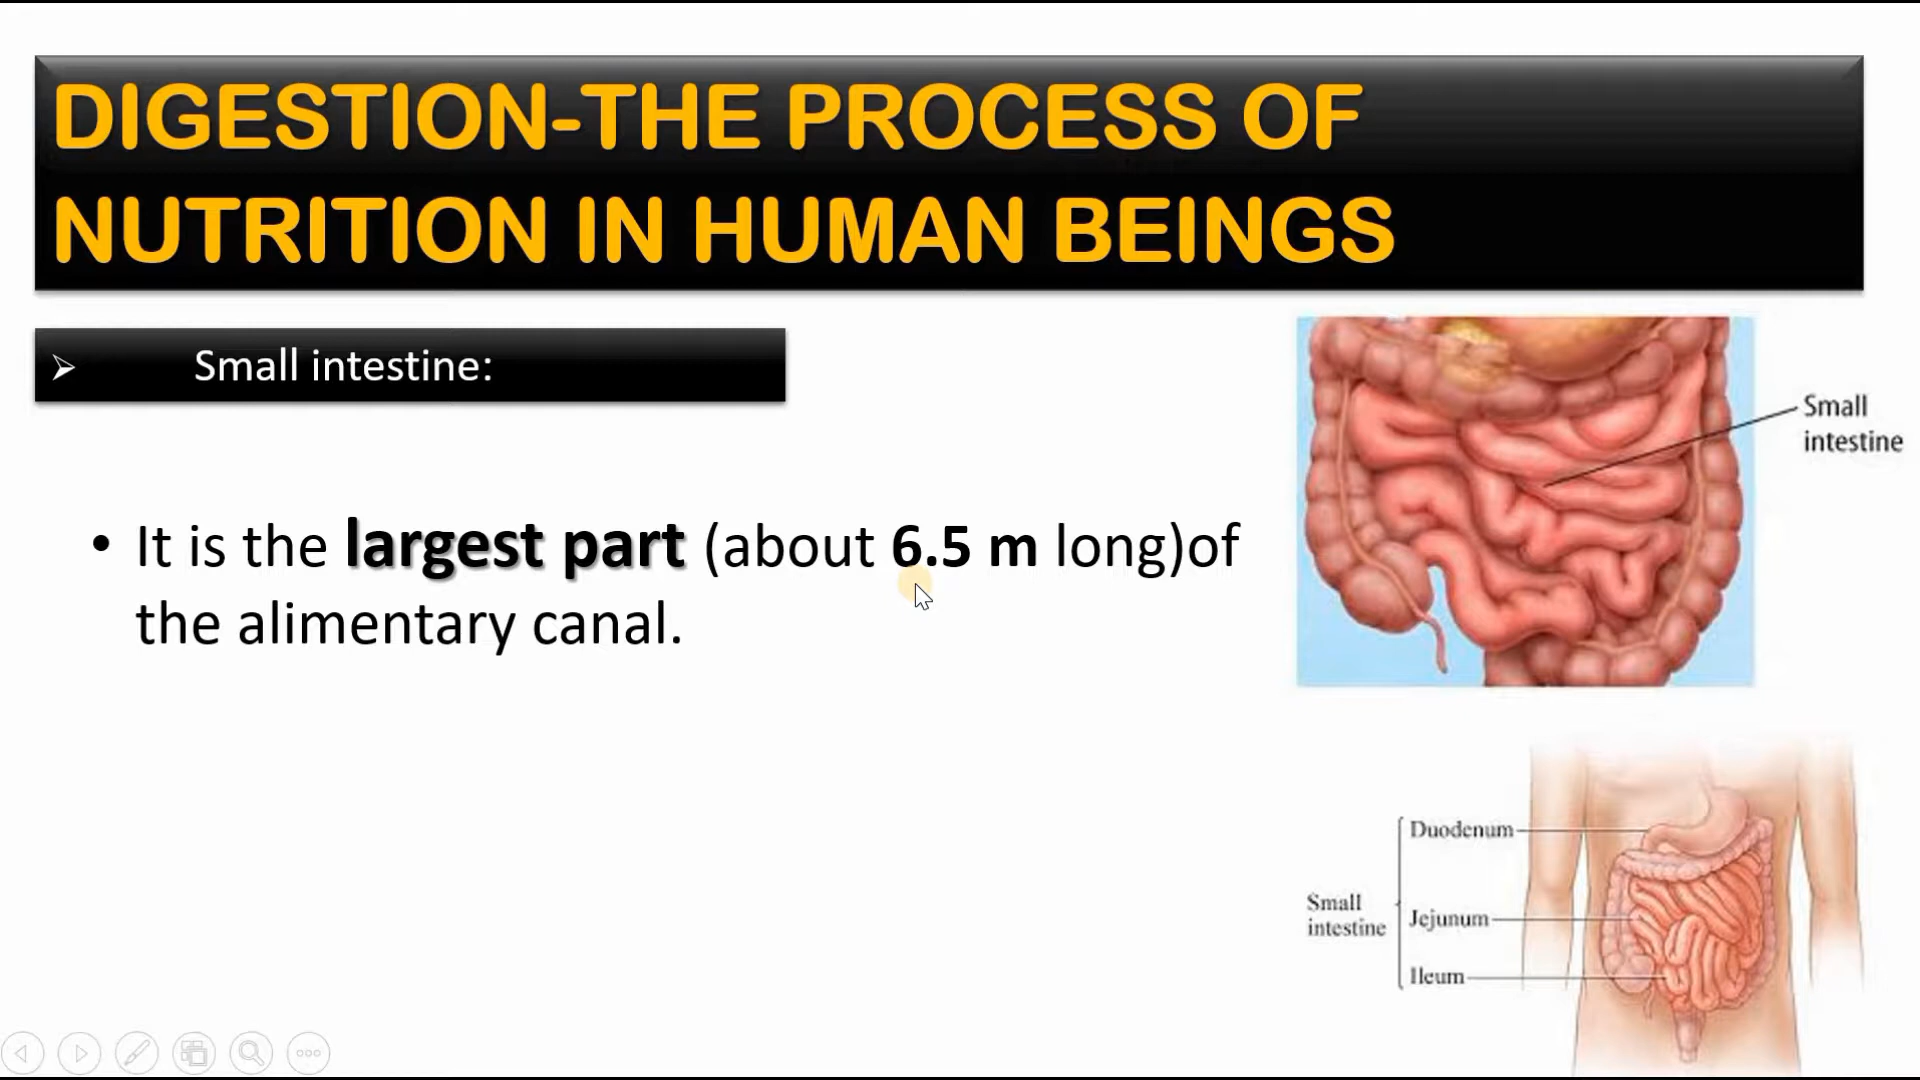 DIGESTION-THE PROCESS OF
NUTRITION IN HUMAN BEINGS
➢ Small intestine:
• It is the largest part (about 6.5 m long)of
the alimentary canal.
Small
intestine
Duodenum
Small
intestine
Jejunum
Ileum